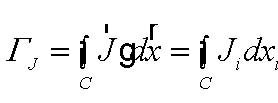 Γ_J = ∮_C J⃗ g dx⃗ = ∮_C J_i dx_i